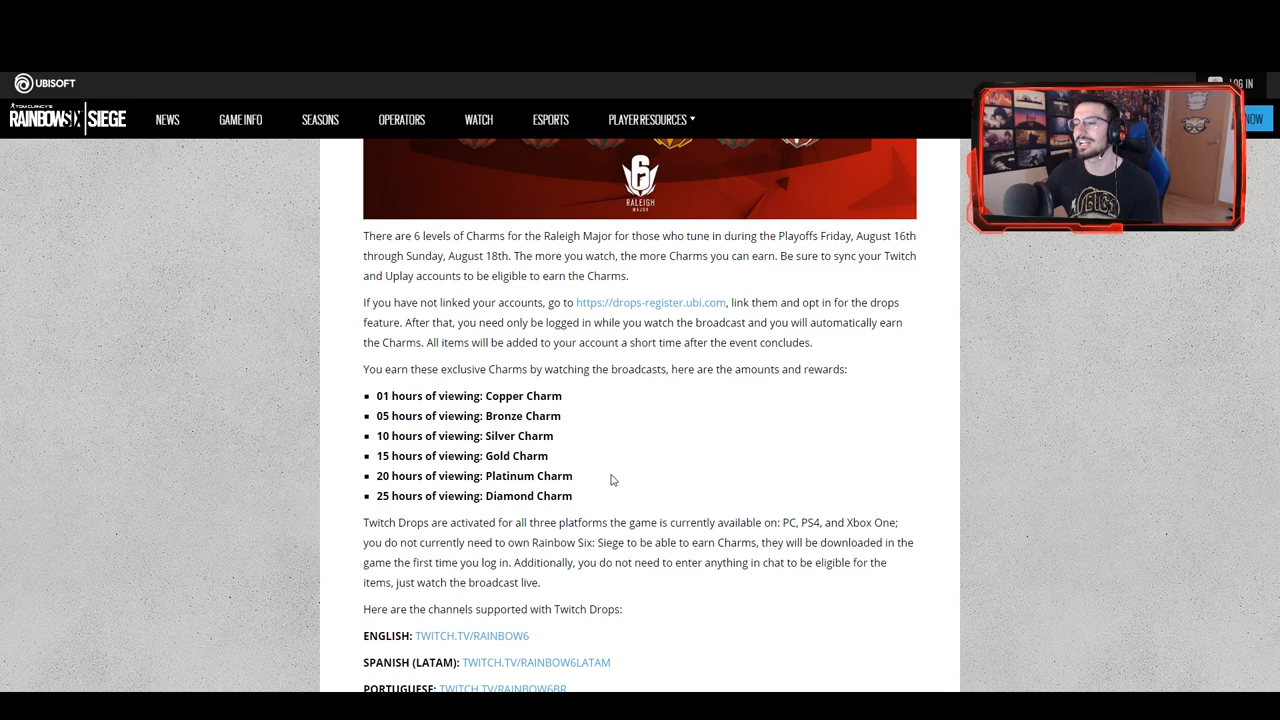 UBISOFT
LOG IN
TOM CLANCY'S
RAINBOW SIX | SIEGE
NEWS
GAME INFO
SEASONS
OPERATORS
WATCH
ESPORTS
PLAYER RESOURCES
NOW
6
RALEIGH
MAJOR
There are 6 levels of Charms for the Raleigh Major for those who tune in during the Playoffs Friday, August 16th
through Sunday, August 18th. The more you watch, the more Charms you can earn. Be sure to sync your Twitch
and Uplay accounts to be eligible to earn the Charms.
If you have not linked your accounts, go to https://drops-register.ubi.com, link them and opt in for the drops
feature. After that, you need only be logged in while you watch the broadcast and you will automatically earn
the Charms. All items will be added to your account a short time after the event concludes.
You earn these exclusive Charms by watching the broadcasts, here are the amounts and rewards:
▪ 01 hours of viewing: Copper Charm
▪ 05 hours of viewing: Bronze Charm
▪ 10 hours of viewing: Silver Charm
▪ 15 hours of viewing: Gold Charm
▪ 20 hours of viewing: Platinum Charm
▪ 25 hours of viewing: Diamond Charm
Twitch Drops are activated for all three platforms the game is currently available on: PC, PS4, and Xbox One;
you do not currently need to own Rainbow Six: Siege to be able to earn Charms, they will be downloaded in the
game the first time you log in. Additionally, you do not need to enter anything in chat to be eligible for the
items, just watch the broadcast live.
Here are the channels supported with Twitch Drops:
ENGLISH: TWITCH.TV/RAINBOW6
SPANISH (LATAM): TWITCH.TV/RAINBOW6LATAM
PORTUGUESE: TWITCH.TV/RAINBOW6BR